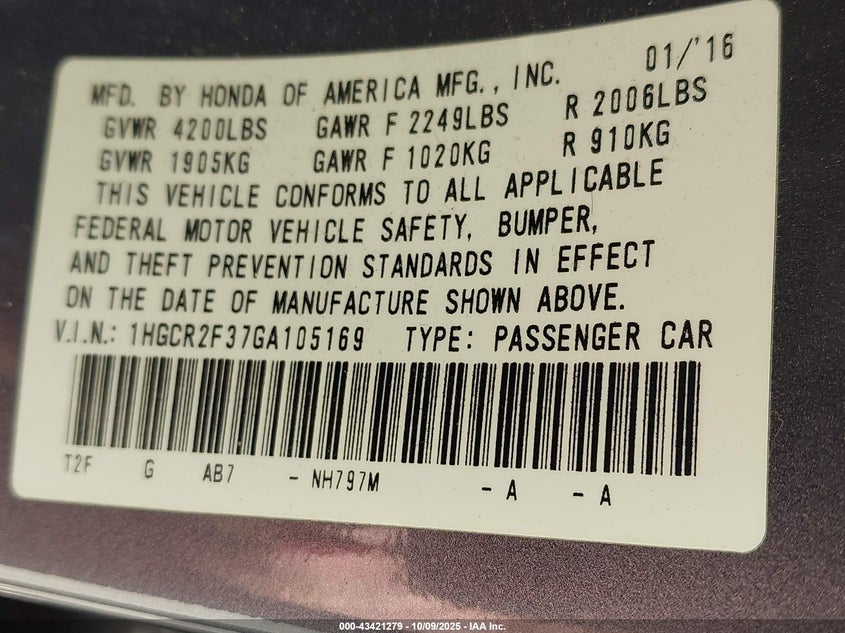 01/'16
MFD. BY HONDA OF AMERICA MFG., INC.
GVWR 4200LBS GAWR F 2249LBS R 2006LBS
GVWR 1905KG GAWR F 1020KG R 910KG
THIS VEHICLE CONFORMS TO ALL APPLICABLE
FEDERAL MOTOR VEHICLE SAFETY, BUMPER,
AND THEFT PREVENTION STANDARDS IN EFFECT
ON THE DATE OF MANUFACTURE SHOWN ABOVE.
V.I.N.: 1HGCR2F37GA105169 TYPE: PASSENGER CAR
T2F G AB7 - NH797M - A - A
000-43421279 - 10/09/2025 - IAA Inc.